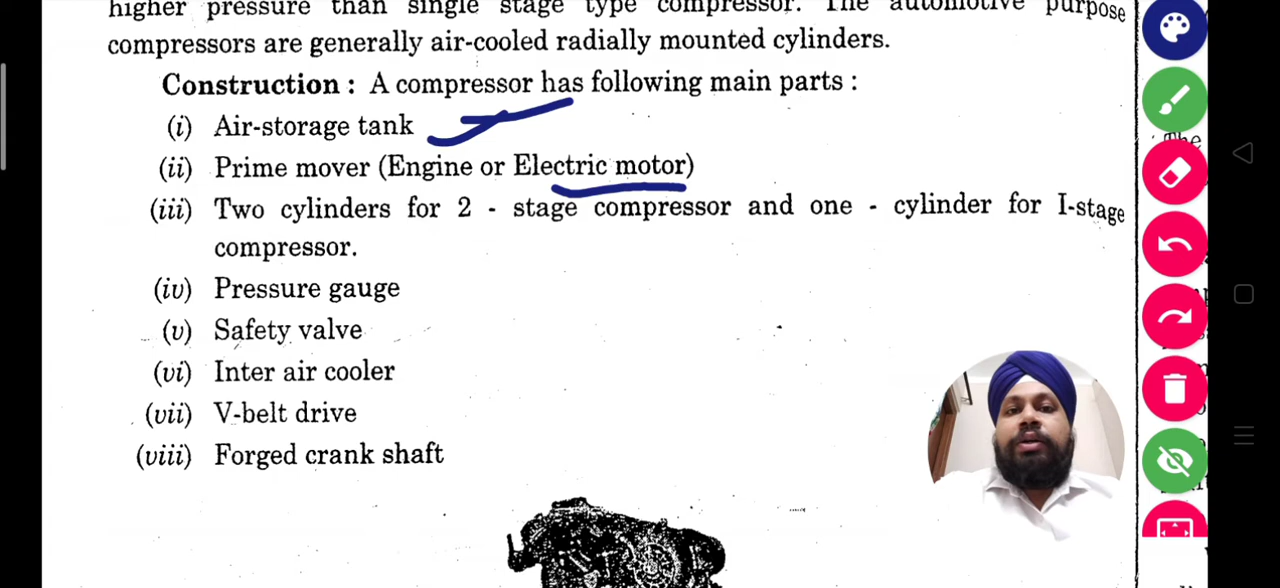 higher pressure than single stage type compressor. The automotive purpose
compressors are generally air-cooled radially mounted cylinders.
Construction : A compressor has following main parts :
(i) Air-storage tank
(ii) Prime mover (Engine or Electric motor)
(iii) Two cylinders for 2 - stage compressor and one - cylinder for I-stage
compressor.
(iv) Pressure gauge
(v) Safety valve
(vi) Inter air cooler
(vii) V-belt drive
(viii) Forged crank shaft
The